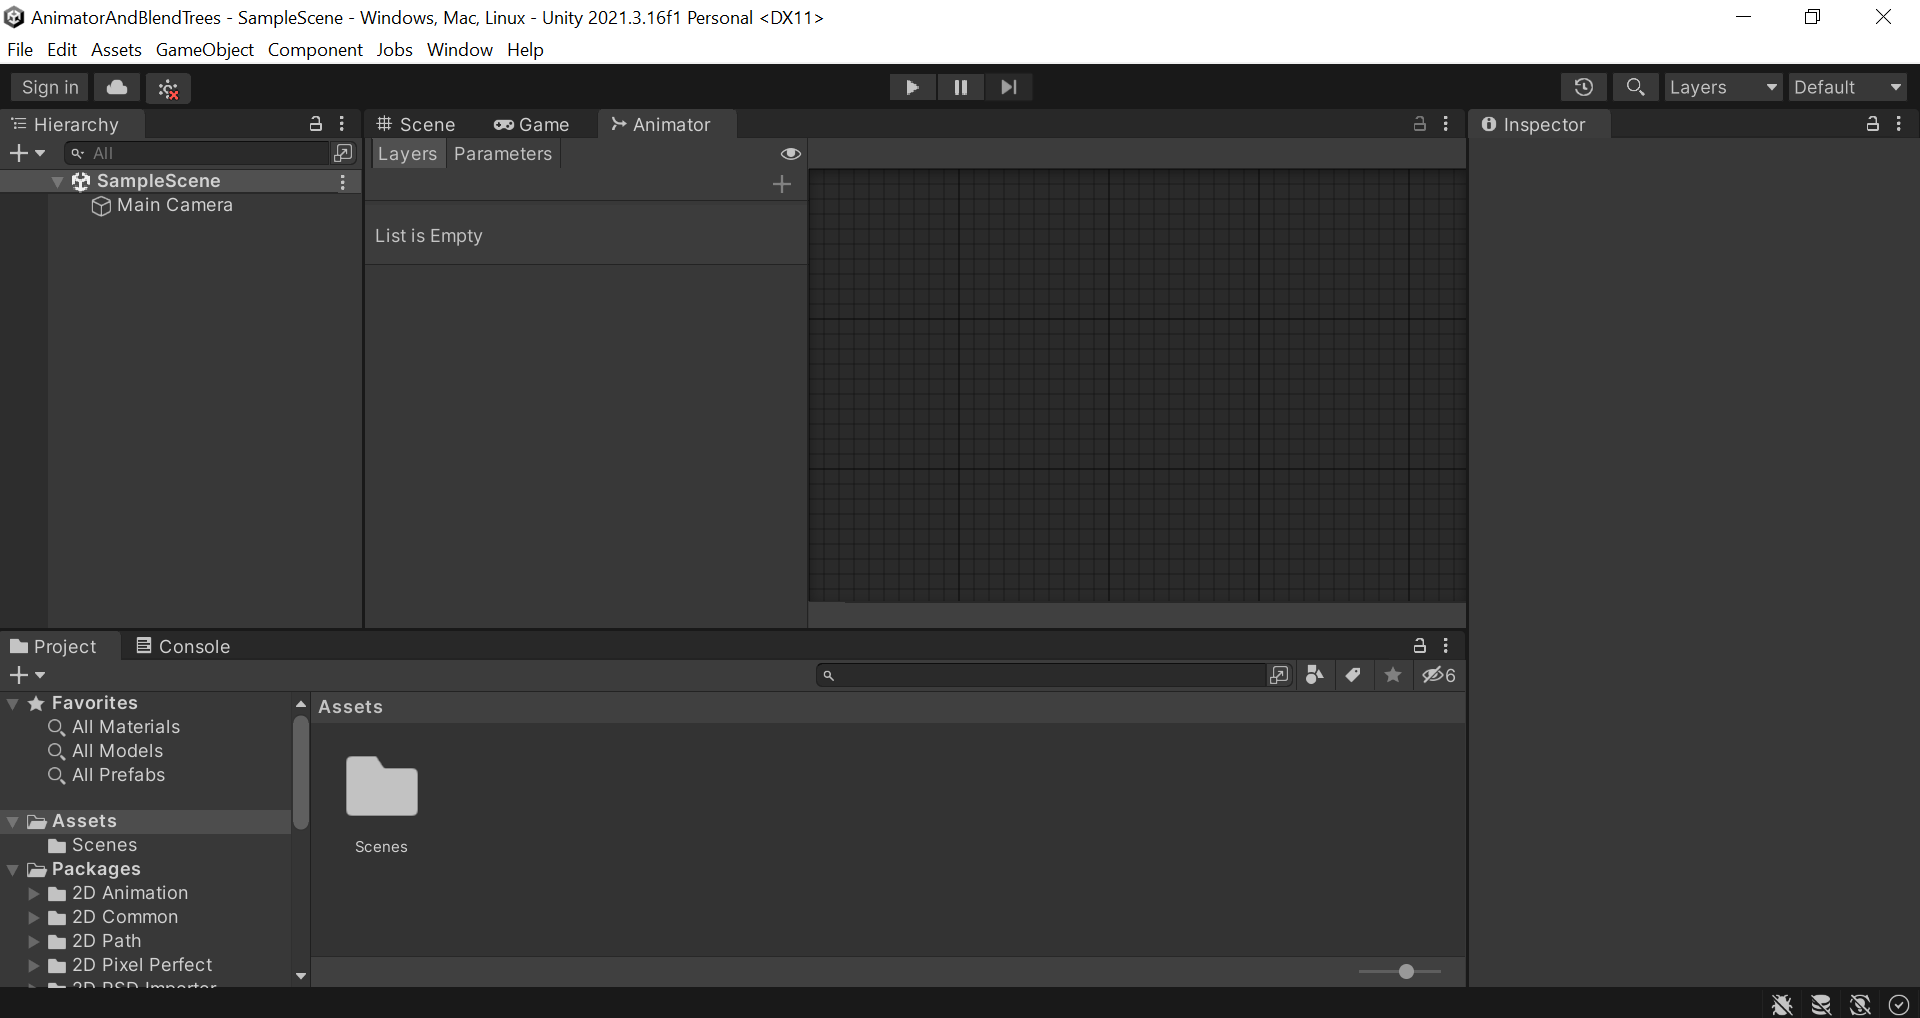 AnimatorAndBlendTrees - SampleScene - Windows, Mac, Linux - Unity 2021.3.16f1 Personal <DX11>
File Edit Assets GameObject Component Jobs Window Help
Sign in
Layers
Default
Hierarchy
All
SampleScene
Main Camera
Scene
Game
Animator
Layers
Parameters
List is Empty
Inspector
Project
Console
6
Favorites
All Materials
All Models
All Prefabs
Assets
Scenes
Packages
2D Animation
2D Common
2D Path
2D Pixel Perfect
2D PSD Importer
Assets
Scenes